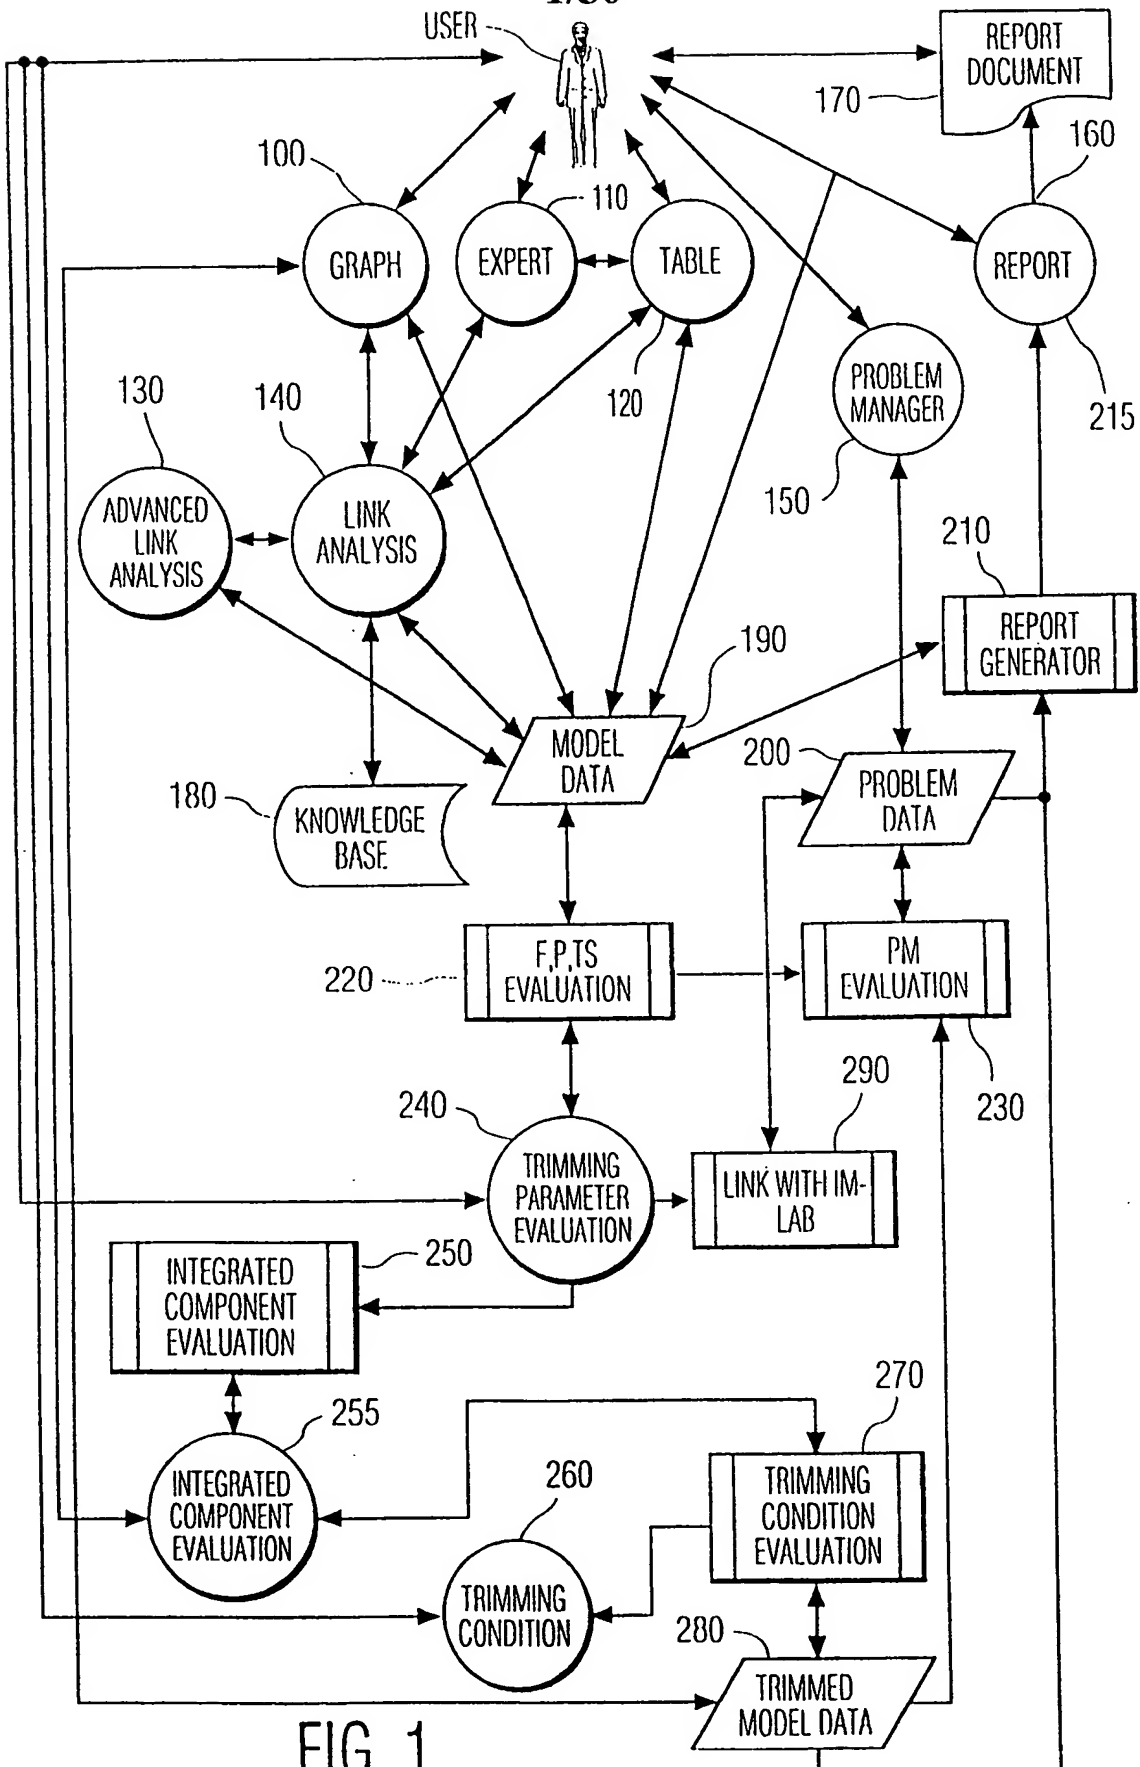 USER
REPORT
DOCUMENT
170
160
100
110
GRAPH
EXPERT
TABLE
REPORT
120
215
130
140
PROBLEM
MANAGER
150
ADVANCED
LINK
ANALYSIS
LINK
ANALYSIS
210
REPORT
GENERATOR
190
MODEL
DATA
200
PROBLEM
DATA
180
KNOWLEDGE
BASE
220
F,P,TS
EVALUATION
PM
EVALUATION
230
240
290
TRIMMING
PARAMETER
EVALUATION
LINK WITH IM-
LAB
250
INTEGRATED
COMPONENT
EVALUATION
255
270
INTEGRATED
COMPONENT
EVALUATION
260
TRIMMING
CONDITION
EVALUATION
TRIMMING
CONDITION
280
TRIMMED
MODEL DATA
FIG. 1